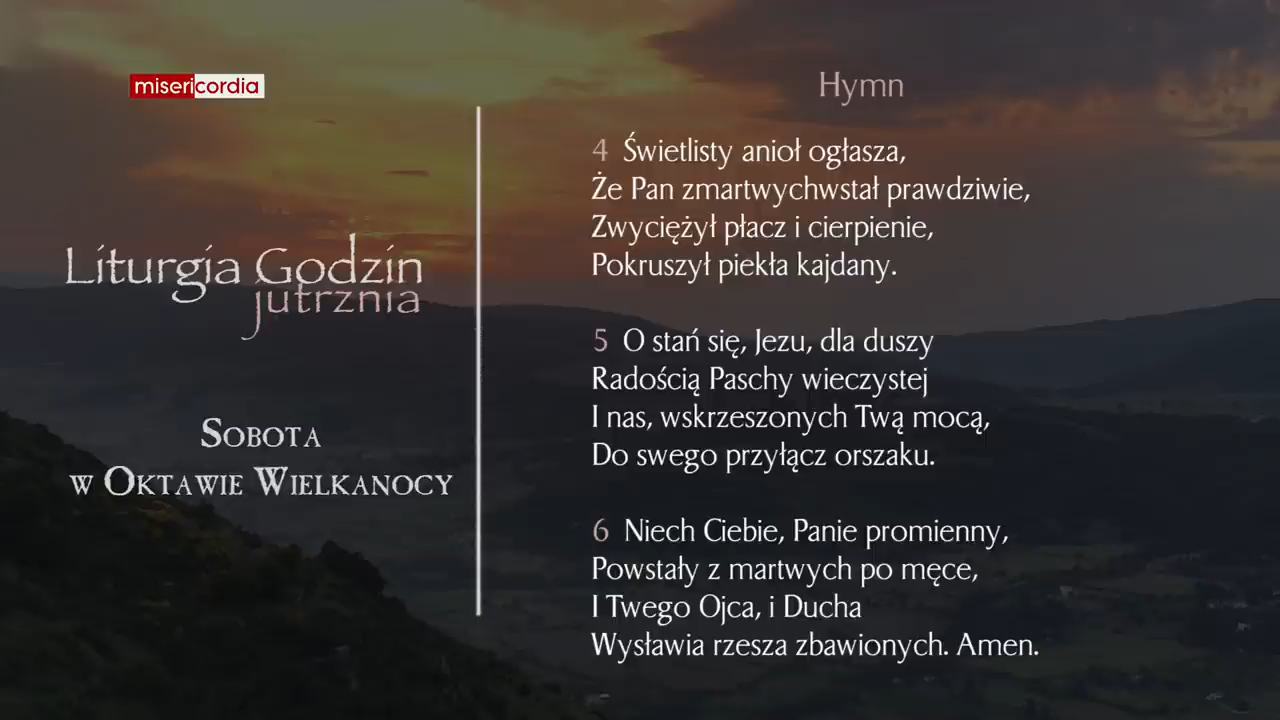 misericordia
Liturgia Godzin
jutrznia
Sobota
w Oktawie Wielkanocy
Hymn
4 Świetlisty anioł ogłasza,
Że Pan zmartwychwstał prawdziwie,
Zwyciężył płacz i cierpienie,
Pokruszył piekła kajdany.
5 O stań się, Jezu, dla duszy
Radością Paschy wieczystej
I nas, wskrzeszonych Twą mocą,
Do swego przyłącz orszaku.
6 Niech Ciebie, Panie promienny,
Powstały z martwych po męce,
I Twego Ojca, i Ducha
Wysławia rzesza zbawionych. Amen.